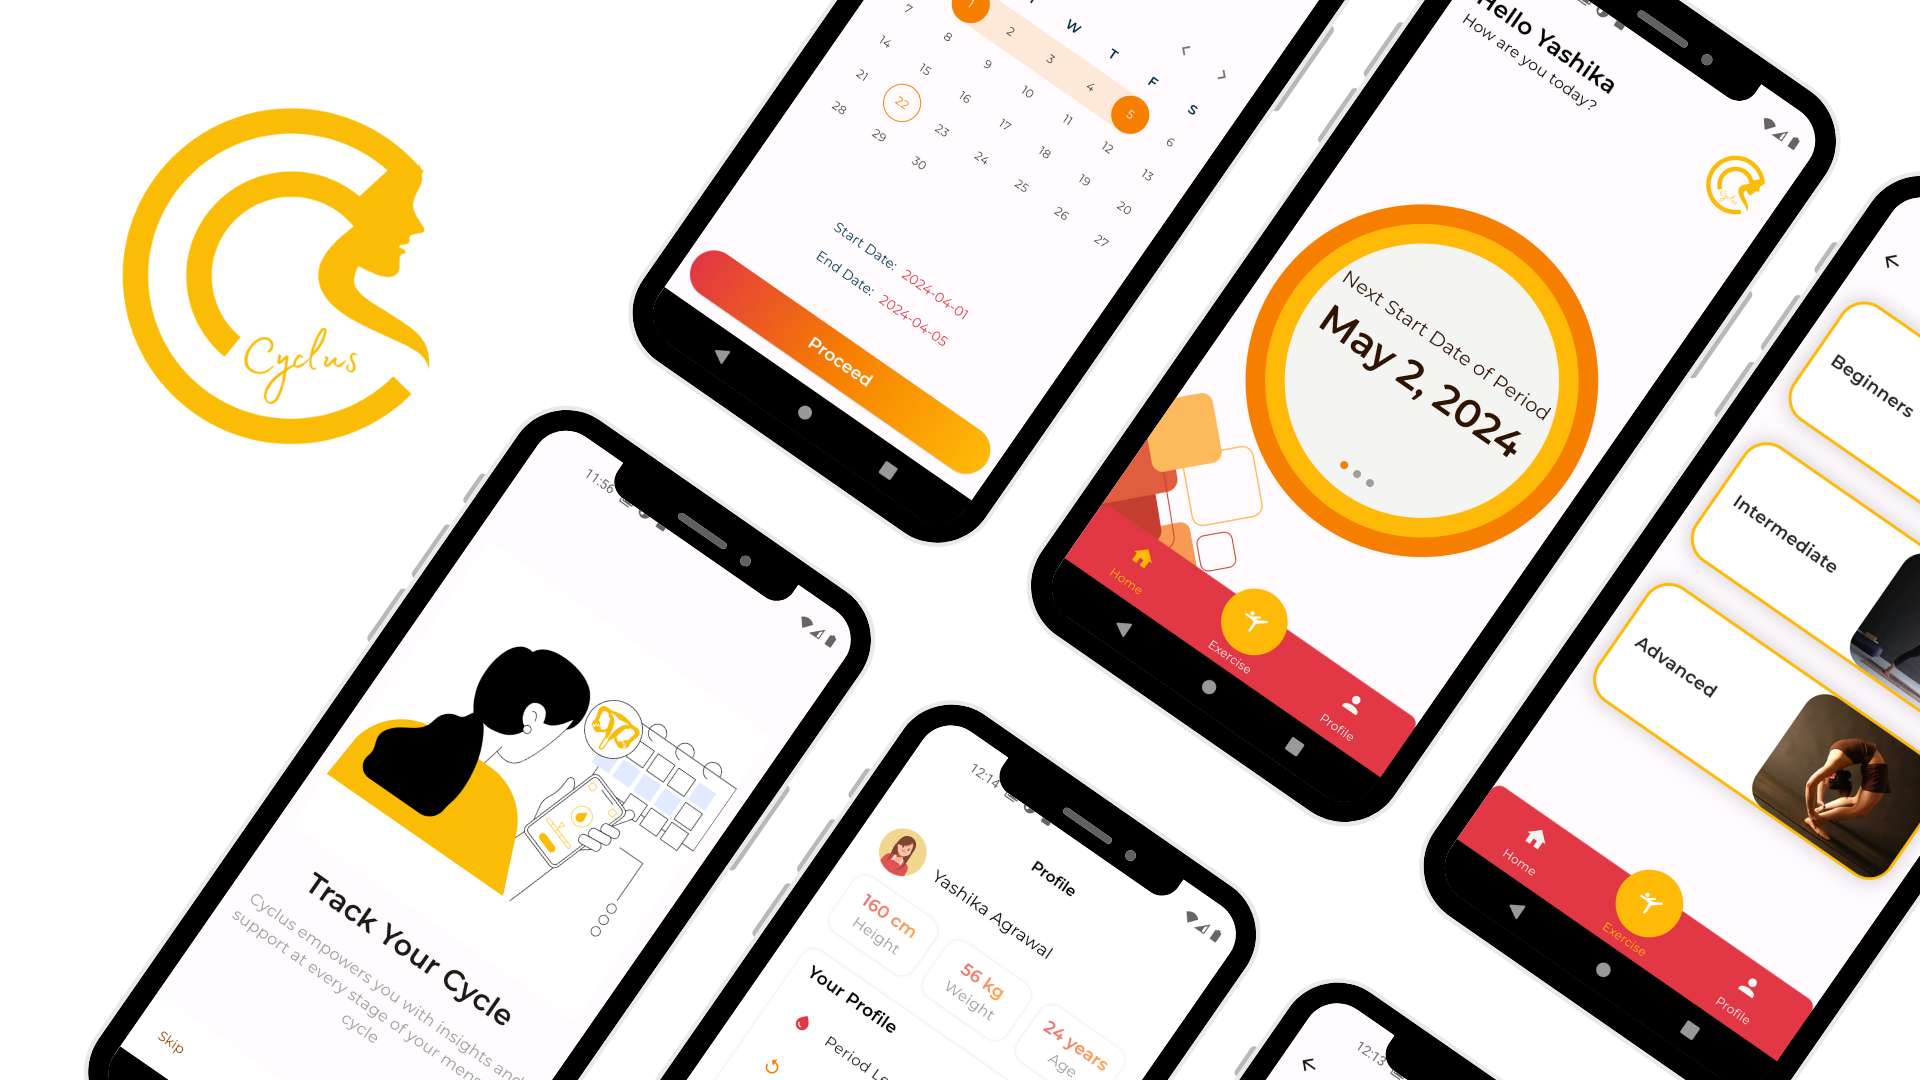 Cyclus
T W T F S
1 2 3 4 5 6
7 8 9 10 11 12 13
14 15 16 17 18 19 20
21 22 23 24 25 26 27
28 29 30
Start Date: 2024-04-01
End Date: 2024-04-05
Proceed
Hello Yashika
How are you today?
Cyclus
Next Start Date of Period
May 2, 2024
Home
Exercise
Profile
Beginners
Intermediate
Advanced
Home
Exercise
Profile
11:56
Track Your Cycle
Cyclus empowers you with insights and
support at every stage of your mens
cycle
Skip
12:14
Profile
Yashika Agrawal
160 cm
Height
56 kg
Weight
24 years
Age
Your Profile
Period Le
12:13